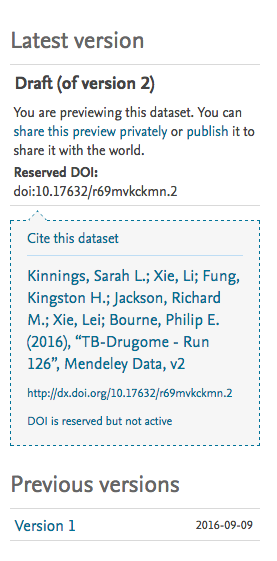 Latest version
Draft (of version 2)
You are previewing this dataset. You can
share this preview privately or publish it to
share it with the world.
Reserved DOI:
doi:10.17632/r69mvkckmn.2
Cite this dataset
Kinnings, Sarah L.; Xie, Li; Fung,
Kingston H.; Jackson, Richard
M.; Xie, Lei; Bourne, Philip E.
(2016), “TB-Drugome - Run
126”, Mendeley Data, v2
http://dx.doi.org/10.17632/r69mvkckmn.2
DOI is reserved but not active
Previous versions
Version 1 2016-09-09